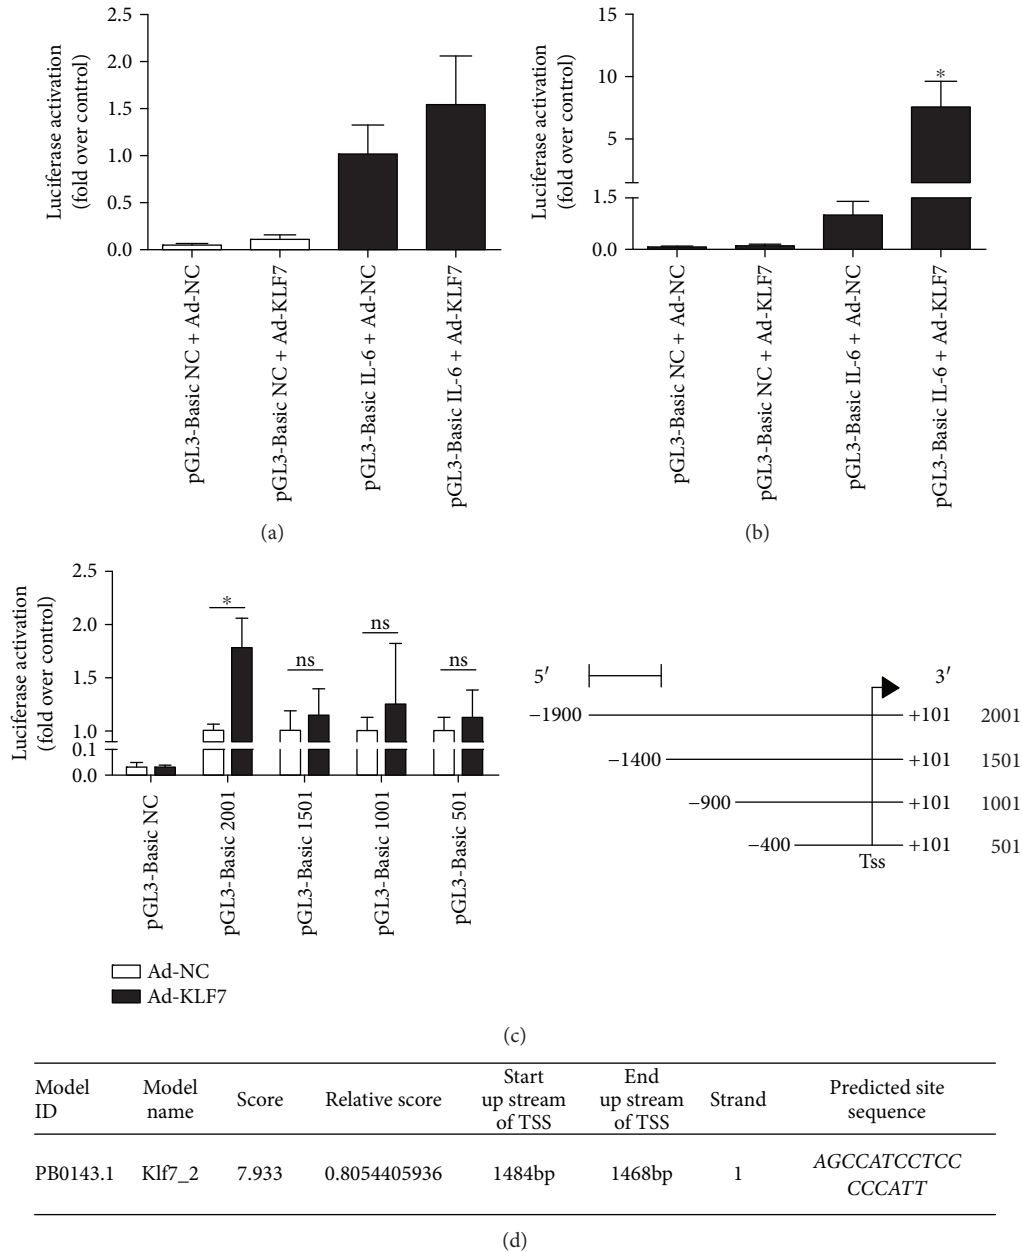 Luciferase activation
(fold over control)
2.5
2.0
1.5
1.0
0.5
0.0
pGL3-Basic NC + Ad-NC
pGL3-Basic NC + Ad-KLF7
pGL3-Basic IL-6 + Ad-NC
pGL3-Basic IL-6 + Ad-KLF7
(a)
Luciferase activation
(fold over control)
15
10
5
1.5
0.0
*
pGL3-Basic NC + Ad-NC
pGL3-Basic NC + Ad-KLF7
pGL3-Basic IL-6 + Ad-NC
pGL3-Basic IL-6 + Ad-KLF7
(b)
Luciferase activation
(fold over control)
2.5
2.0
1.5
1.0
0.1
0.0
*
ns
ns
ns
pGL3-Basic NC
pGL3-Basic 2001
pGL3-Basic 1501
pGL3-Basic 1001
pGL3-Basic 501
Ad-NC
Ad-KLF7
5′ 3′
−1900 +101 2001
−1400 +101 1501
−900 +101 1001
−400 +101 501
Tss
(c)
Model ID
Model name
Score
Relative score
Start up stream of TSS
End up stream of TSS
Strand
Predicted site sequence
PB0143.1 Klf7_2 7.933 0.8054405936 1484bp 1468bp 1 AGCCATCCTCC
CCCATT
(d)